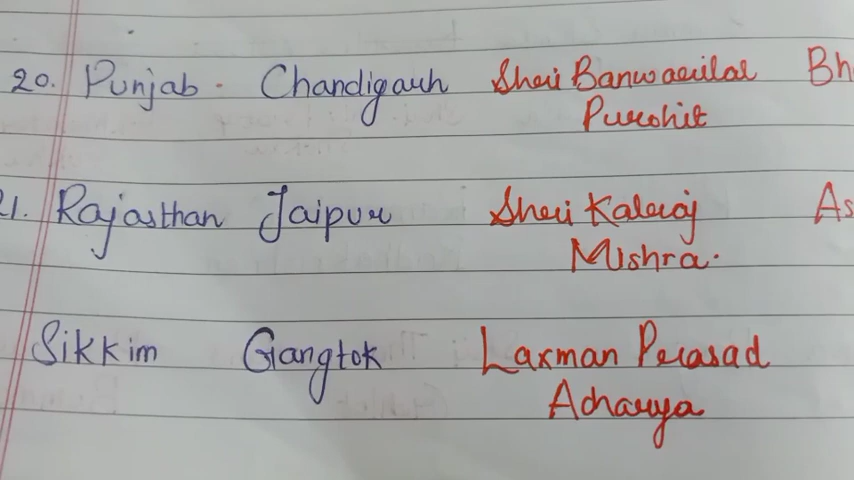 20. Punjab. Chandigarh Shri Banwarilal Bh
Purohit
21. Rajasthan Jaipur Shri Kalraj As
Mishra.
Sikkim Gangtok Laxman Prasad
Acharya